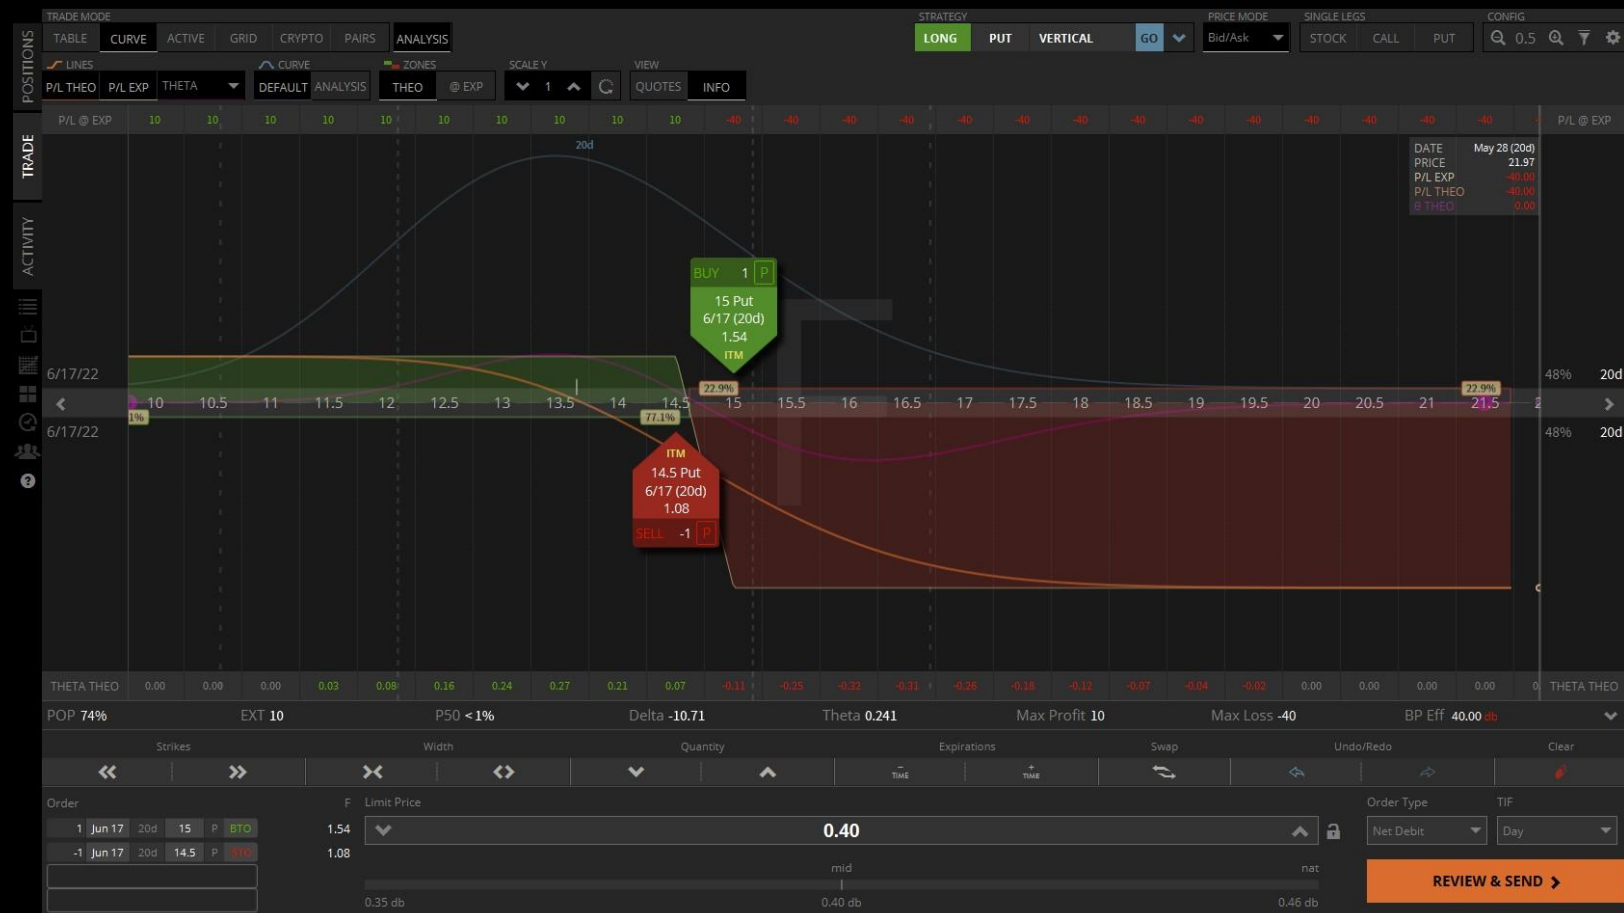 TRADE MODE STRATEGY PRICE MODE SINGLE LEGS CONFIG
POSITIONS
TABLE CURVE ACTIVE GRID CRYPTO PAIRS ANALYSIS LONG PUT VERTICAL GO Bid/Ask STOCK CALL PUT 0.5
LINES CURVE ZONES SCALE Y VIEW
P/L THEO P/L EXP THETA DEFAULT ANALYSIS THEO @ EXP 1 QUOTES INFO
P/L @ EXP 10 10 10 10 10 10 10 10 10 10 -40 -40 -40 -40 -40 -40 -40 -40 -40 -40 -40 -40 -40 -40 P/L @ EXP
TRADE
20d
DATE May 28 (20d)
PRICE 21.97
P/L EXP -40.00
P/L THEO -40.00
θ THEO 0.00
ACTIVITY
BUY 1 P
15 Put
6/17 (20d)
1.54
ITM
6/17/22 48% 20d
22.9% 22.9%
10 10.5 11 11.5 12 12.5 13 13.5 14 14.5 15 15.5 16 16.5 17 17.5 18 18.5 19 19.5 20 20.5 21 21.5 2
1% 77.1%
6/17/22 48% 20d
ITM
14.5 Put
6/17 (20d)
1.08
SELL -1 P
THETA THEO 0.00 0.00 0.00 0.03 0.08 0.16 0.24 0.27 0.21 0.07 -0.11 -0.25 -0.32 -0.31 -0.26 -0.18 -0.12 -0.07 -0.04 -0.02 0.00 0.00 0.00 0.00 0. THETA THEO
POP 74% EXT 10 P50 <1% Delta -10.71 Theta 0.241 Max Profit 10 Max Loss -40 BP Eff 40.00 db
Strikes Width Quantity Expirations Swap Undo/Redo Clear
TIME TIME
Order F Limit Price Order Type TIF
1 Jun 17 20d 15 P BTO 1.54 0.40 Net Debit Day
-1 Jun 17 20d 14.5 P STO 1.08
mid nat
REVIEW & SEND
0.35 db 0.40 db 0.46 db